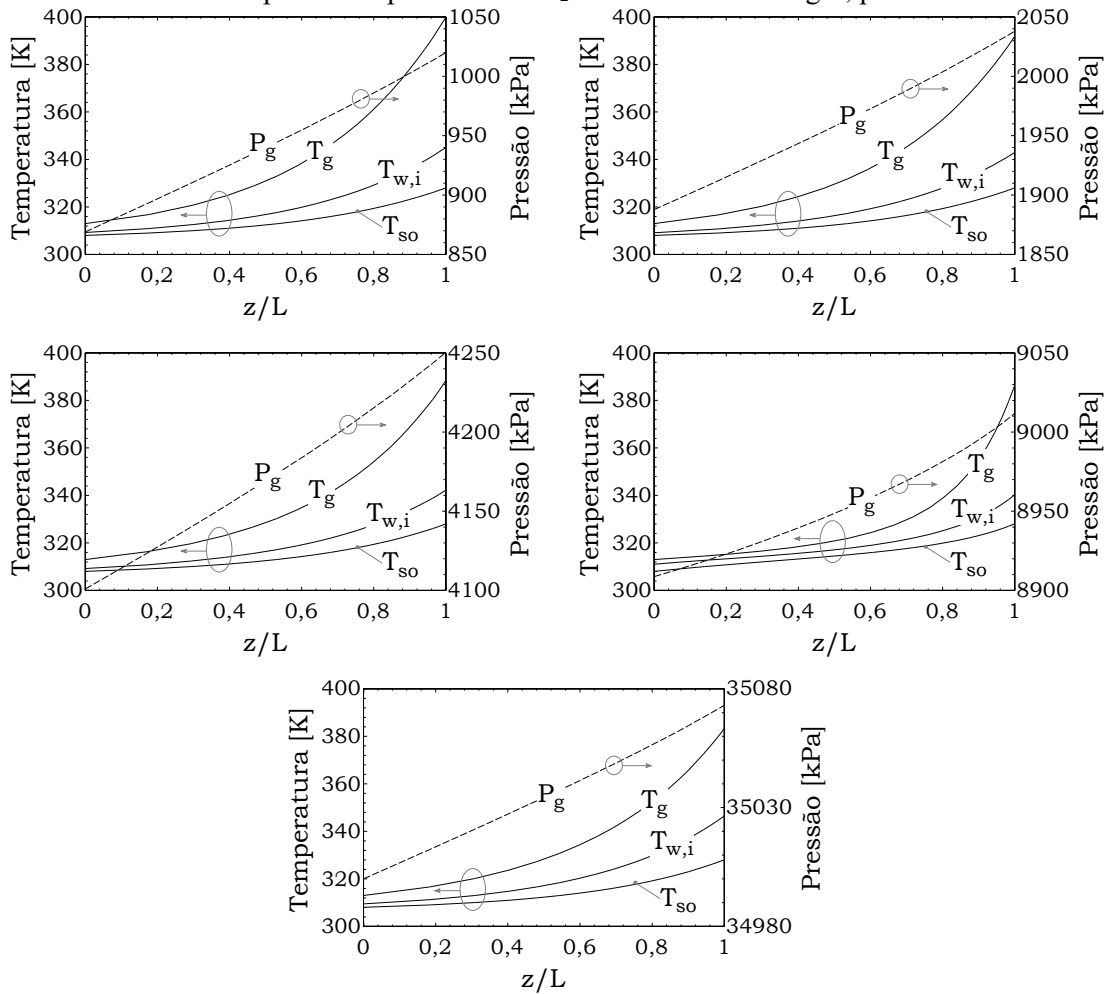 400
380
360
340
320
300
Temperatura [K]
1050
1000
950
900
850
Pressão [kPa]
P_g
T_g
T_w,i
T_so
0 0,2 0,4 0,6 0,8 1
z/L
400
380
360
340
320
300
Temperatura [K]
2050
2000
1950
1900
1850
Pressão [kPa]
P_g
T_g
T_w,i
T_so
0 0,2 0,4 0,6 0,8 1
z/L
400
380
360
340
320
300
Temperatura [K]
4250
4200
4150
4100
Pressão [kPa]
P_g
T_g
T_w,i
T_so
0 0,2 0,4 0,6 0,8 1
z/L
400
380
360
340
320
300
Temperatura [K]
9050
9000
8950
8900
Pressão [kPa]
P_g
T_g
T_w,i
T_so
0 0,2 0,4 0,6 0,8 1
z/L
400
380
360
340
320
300
Temperatura [K]
35080
35030
34980
Pressão [kPa]
P_g
T_g
T_w,i
T_so
0 0,2 0,4 0,6 0,8 1
z/L